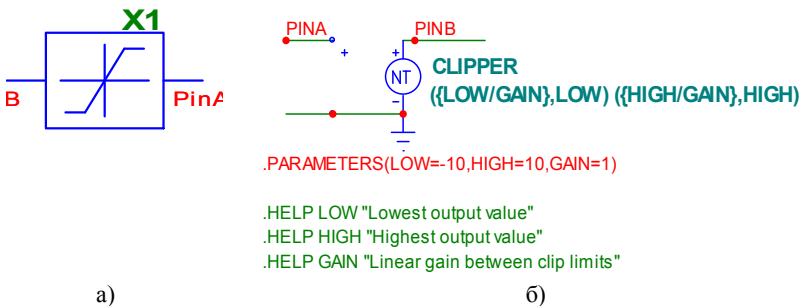 X1
B
PinA
PINA
PINB
+
+
NT
-
CLIPPER
({LOW/GAIN},LOW) ({HIGH/GAIN},HIGH)
.PARAMETERS(LOW=-10,HIGH=10,GAIN=1)
.HELP LOW "Lowest output value"
.HELP HIGH "Highest output value"
.HELP GAIN "Linear gain between clip limits"
а)
б)